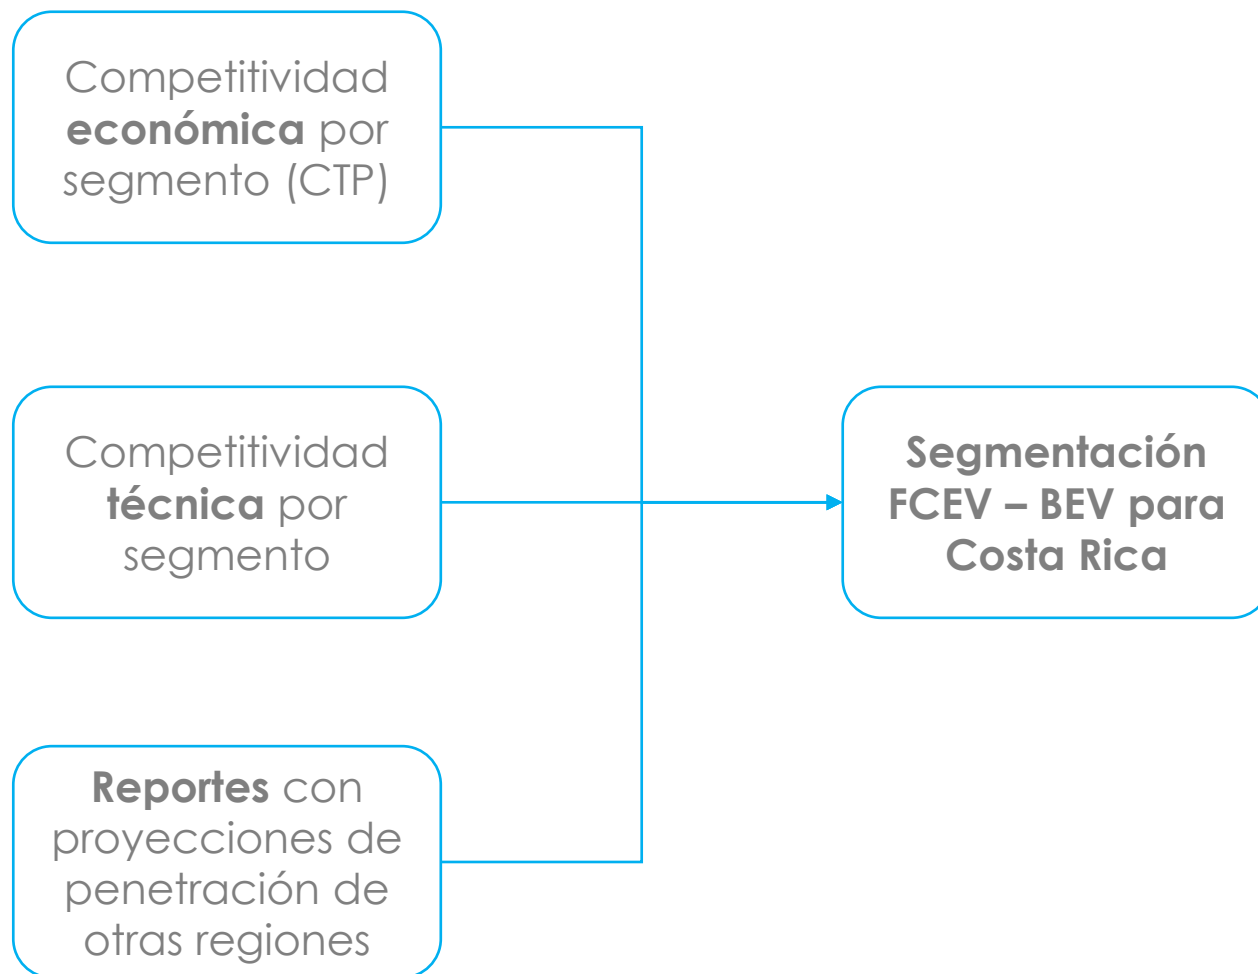 Competitividad
económica por
segmento (CTP)
Competitividad
técnica por
segmento
Reportes con
proyecciones de
penetración de
otras regiones
Segmentación
FCEV – BEV para
Costa Rica